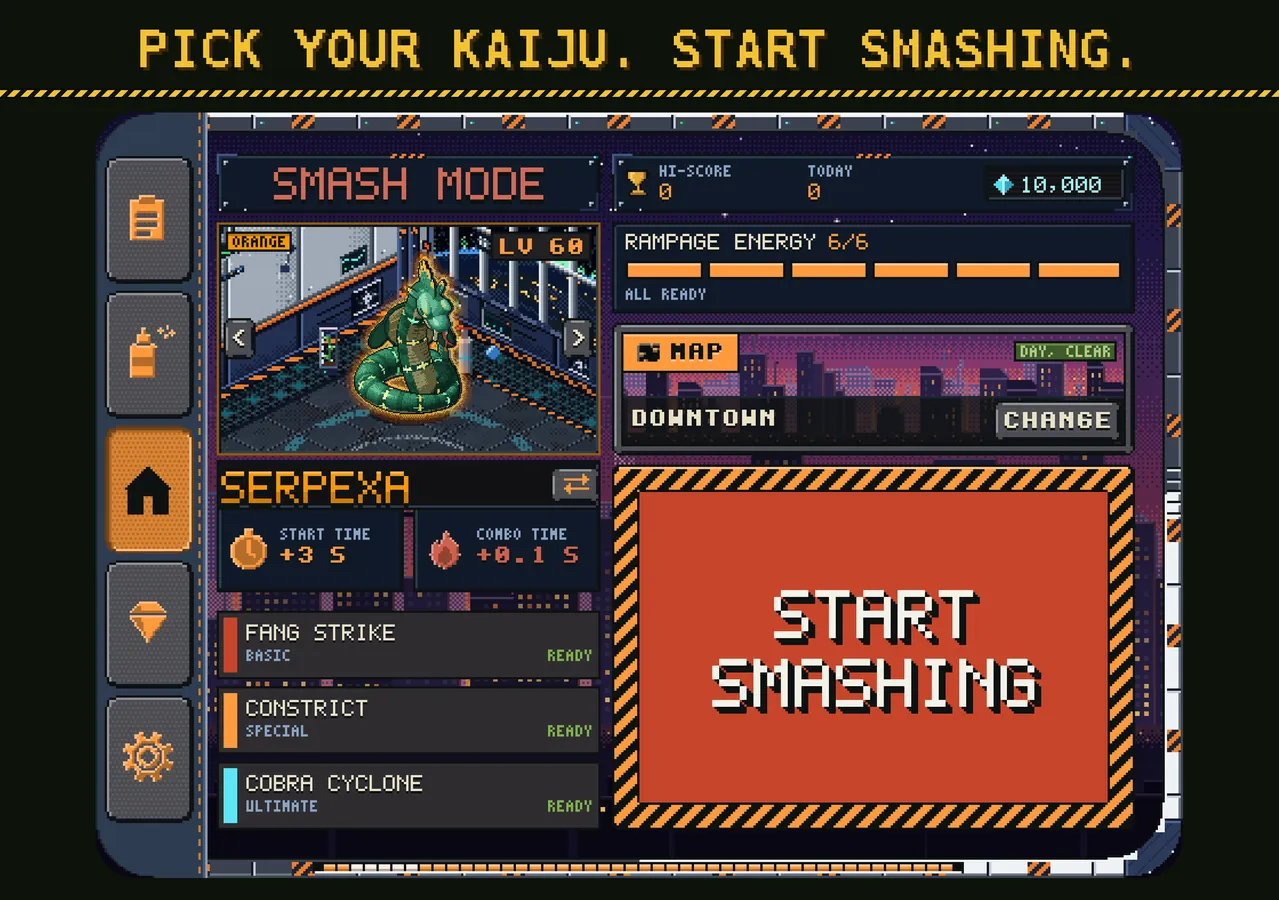 PICK YOUR KAIJU. START SMASHING.
SMASH MODE
HI-SCORE
0
TODAY
0
10,000
ORANGE
LV 60
RAMPAGE ENERGY 6/6
ALL READY
MAP
DAY, CLEAR
DOWNTOWN
CHANGE
SERPEXA
START TIME
+3 S
COMBO TIME
+0.1 S
FANG STRIKE
BASIC
READY
CONSTRICT
SPECIAL
READY
COBRA CYCLONE
ULTIMATE
READY
START
SMASHING